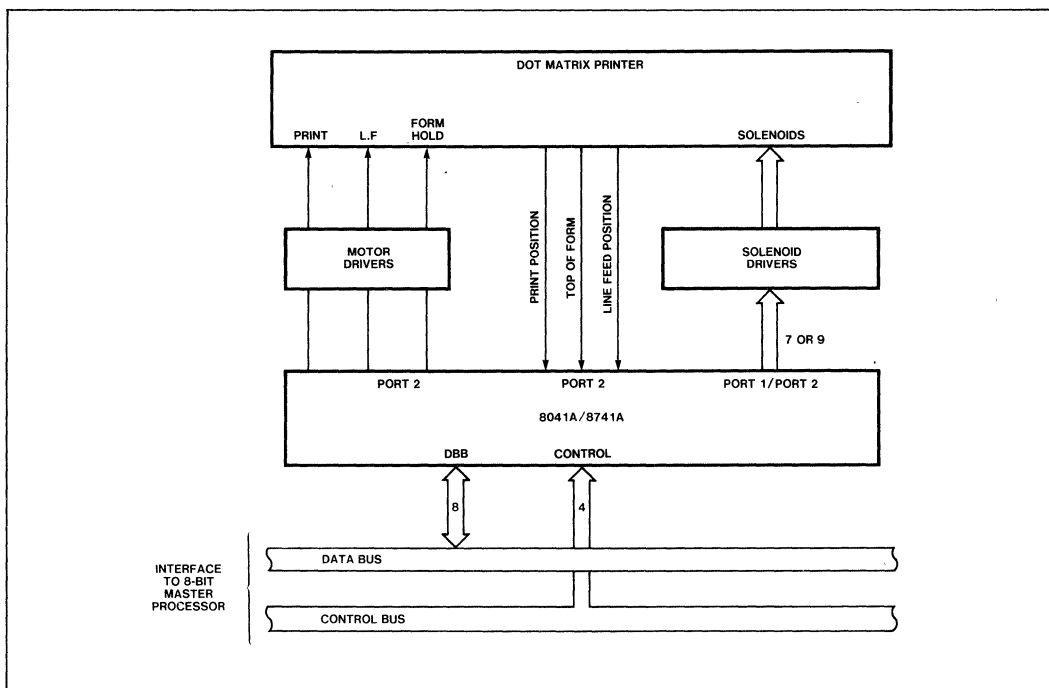 DOT MATRIX PRINTER
PRINT
L.F
FORM
HOLD
SOLENOIDS
MOTOR
DRIVERS
PRINT POSITION
TOP OF FORM
LINE FEED POSITION
SOLENOID
DRIVERS
7 OR 9
PORT 2
PORT 2
PORT 1/PORT 2
8041A/8741A
DBB
CONTROL
8
4
INTERFACE
TO 8-BIT
MASTER
PROCESSOR
DATA BUS
CONTROL BUS